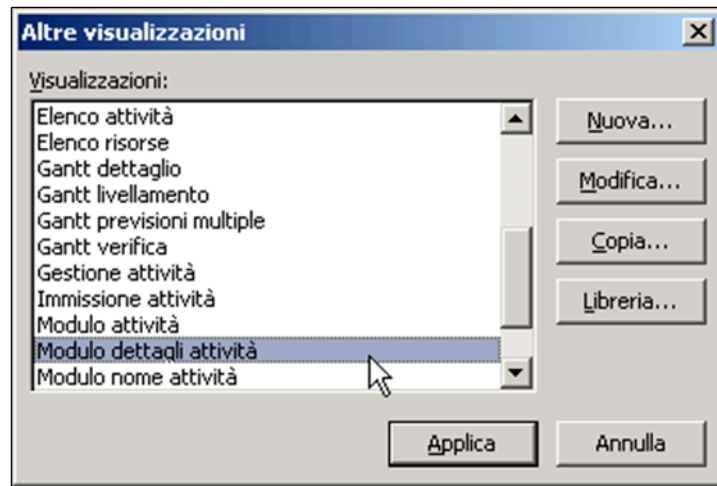 Altre visualizzazioni
Visualizzazioni:
Elenco attività
Elenco risorse
Gantt dettaglio
Gantt livellamento
Gantt previsioni multiple
Gantt verifica
Gestione attività
Immissione attività
Modulo attività
Modulo dettagli attività
Modulo nome attività
Nuova...
Modifica...
Copia...
Libreria...
Applica
Annulla